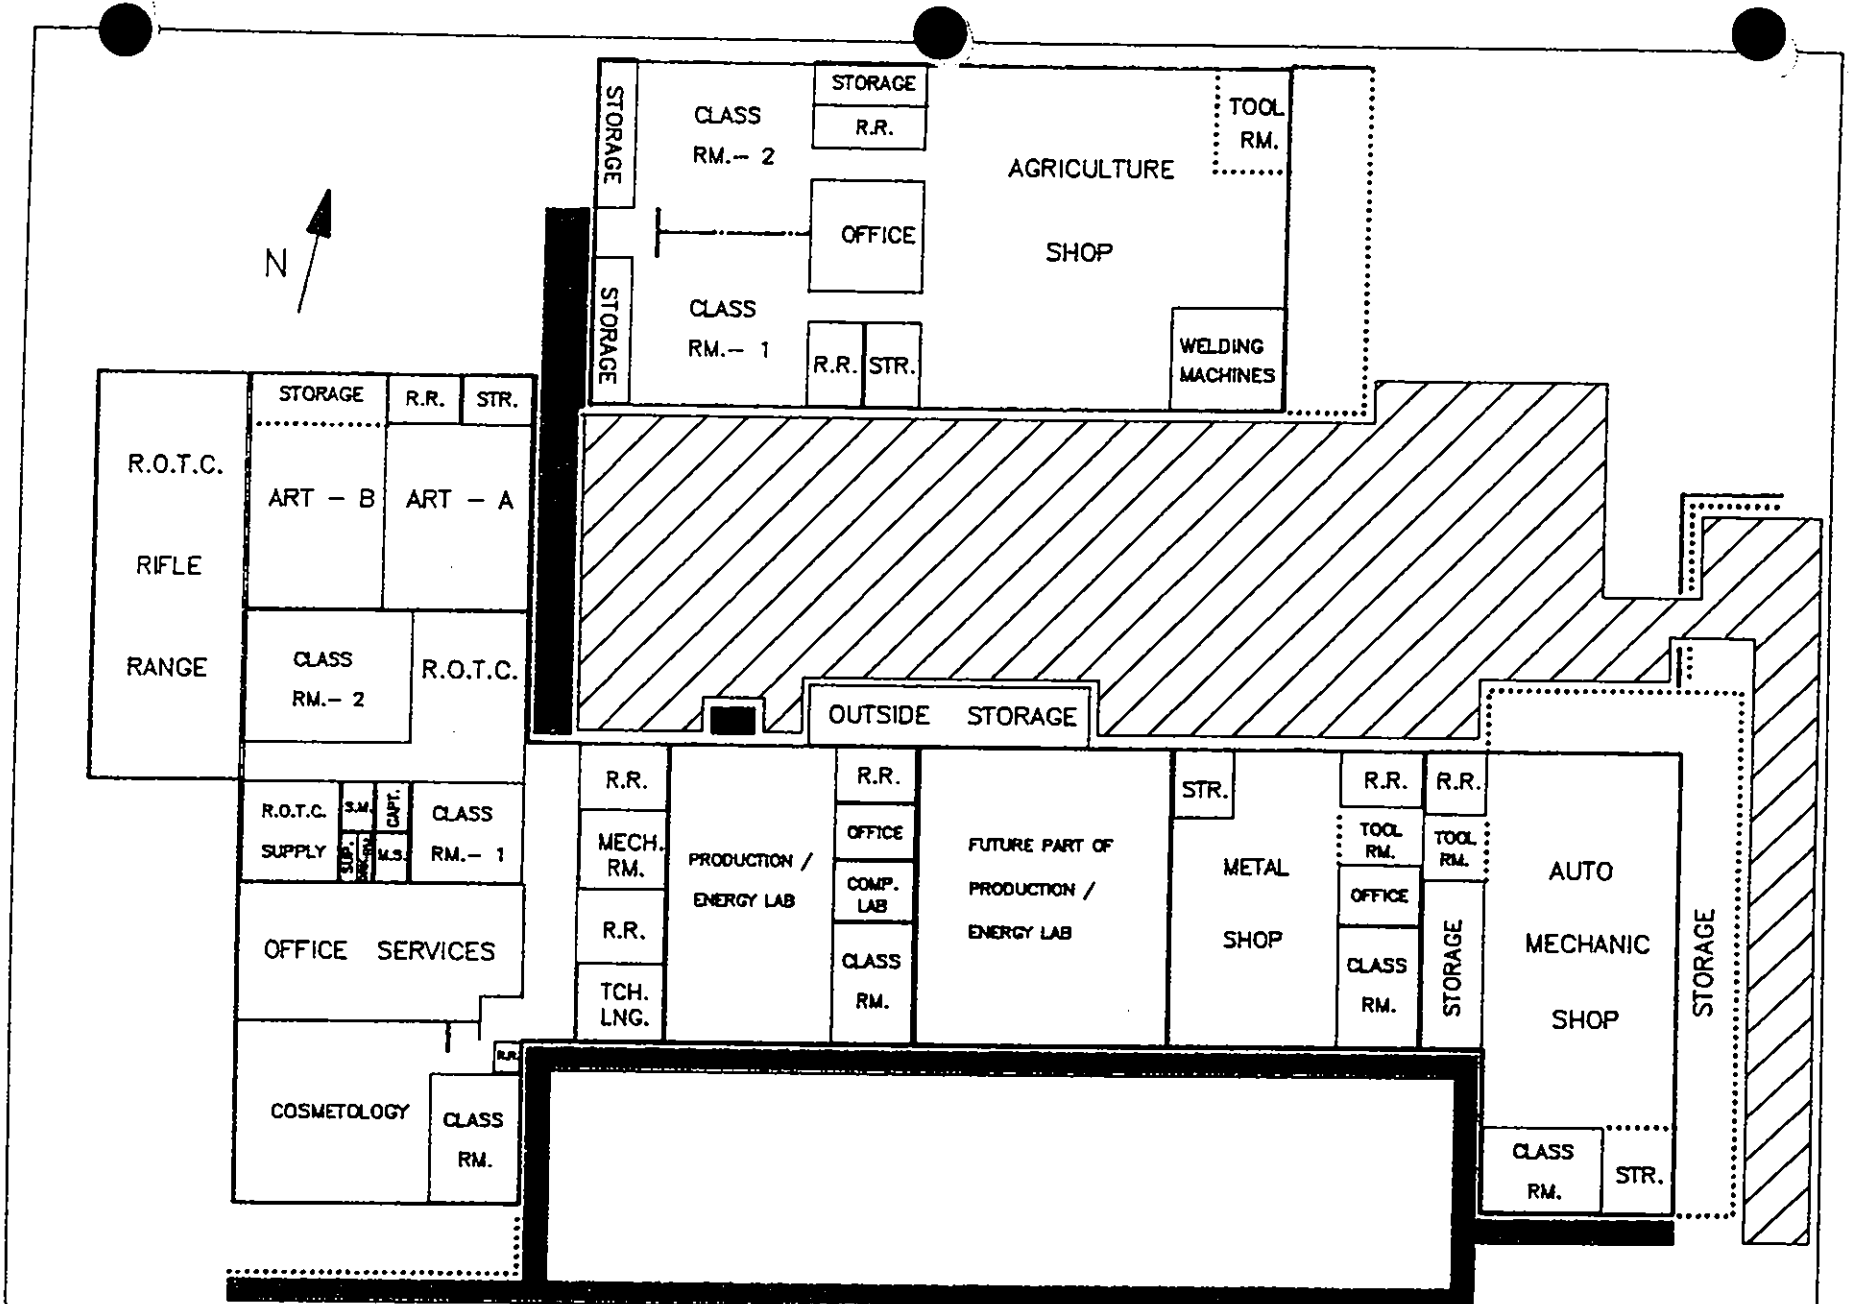 STORAGE
CLASS
RM.- 2
STORAGE
R.R.
TOOL
RM.
AGRICULTURE
SHOP
OFFICE
N
STORAGE
CLASS
RM.- 1
R.R.
STR.
WELDING
MACHINES
STORAGE
R.R.
STR.
R.O.T.C.
RIFLE
RANGE
ART - B
ART - A
CLASS
RM.- 2
R.O.T.C.
OUTSIDE STORAGE
R.O.T.C.
SUPPLY
S.M.
CAPT.
SUP.
M.S.
CLASS
RM.- 1
OFFICE SERVICES
COSMETOLOGY
R.R.
CLASS
RM.
R.R.
MECH.
RM.
R.R.
TCH.
LNG.
PRODUCTION /
ENERGY LAB
R.R.
OFFICE
COMP.
LAB
CLASS
RM.
FUTURE PART OF
PRODUCTION /
ENERGY LAB
STR.
METAL
SHOP
R.R.
TOOL
RM.
OFFICE
CLASS
RM.
R.R.
TOOL
RM.
STORAGE
AUTO
MECHANIC
SHOP
STORAGE
CLASS
RM.
STR.